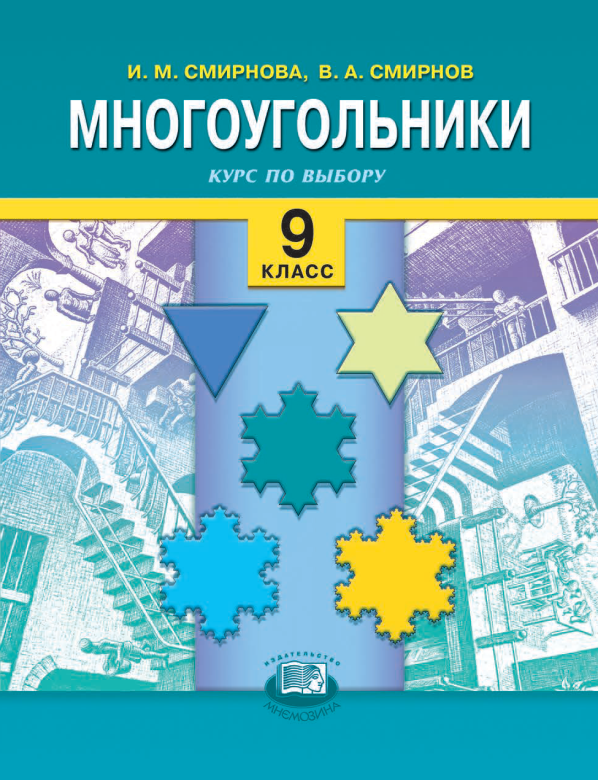 И. М. СМИРНОВА, В. А. СМИРНОВ
МНОГОУГОЛЬНИКИ
КУРС ПО ВЫБОРУ
9
КЛАСС
ИЗДАТЕЛЬСТВО
МНЕМОЗИНА